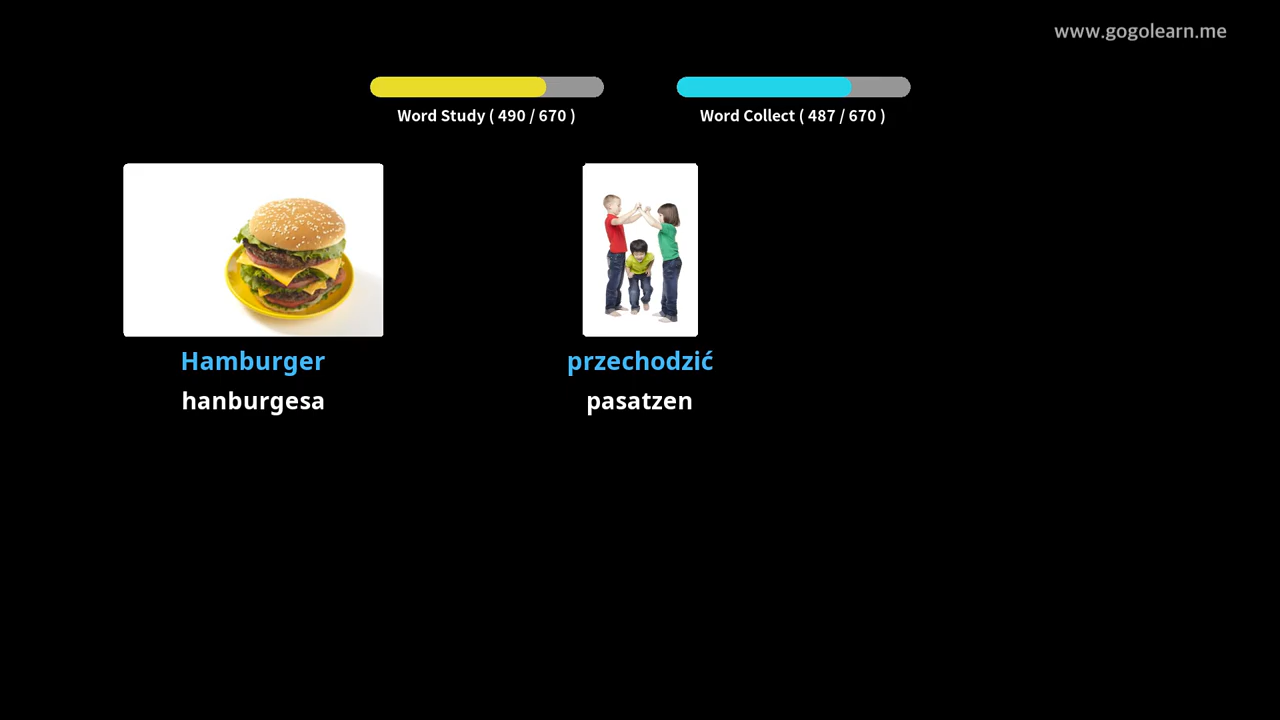 www.gogolearn.me
Word Study ( 490 / 670 )
Word Collect ( 487 / 670 )
Hamburger
hanburgesa
przechodzić
pasatzen